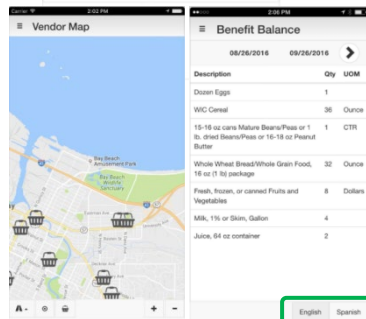 Carrier 2:02 PM
≡ Vendor Map
Bay Beach
Amusement Park
Bay Beach
Wildlife
Sanctuary
+ -
2:06 PM
≡ Benefit Balance
08/26/2016 09/26/2016
Description Qty UOM
Dozen Eggs 1
WIC Cereal 36 Ounce
15-16 oz cans Mature Beans/Peas or 1 1 CTR
lb. dried Beans/Peas or 16-18 oz Peanut
Butter
Whole Wheat Bread/Whole Grain Food, 32 Ounce
16 oz (1 lb) package
Fresh, frozen, or canned Fruits and 8 Dollars
Vegetables
Milk, 1% or Skim, Gallon 4
Juice, 64 oz container 2
English Spanish